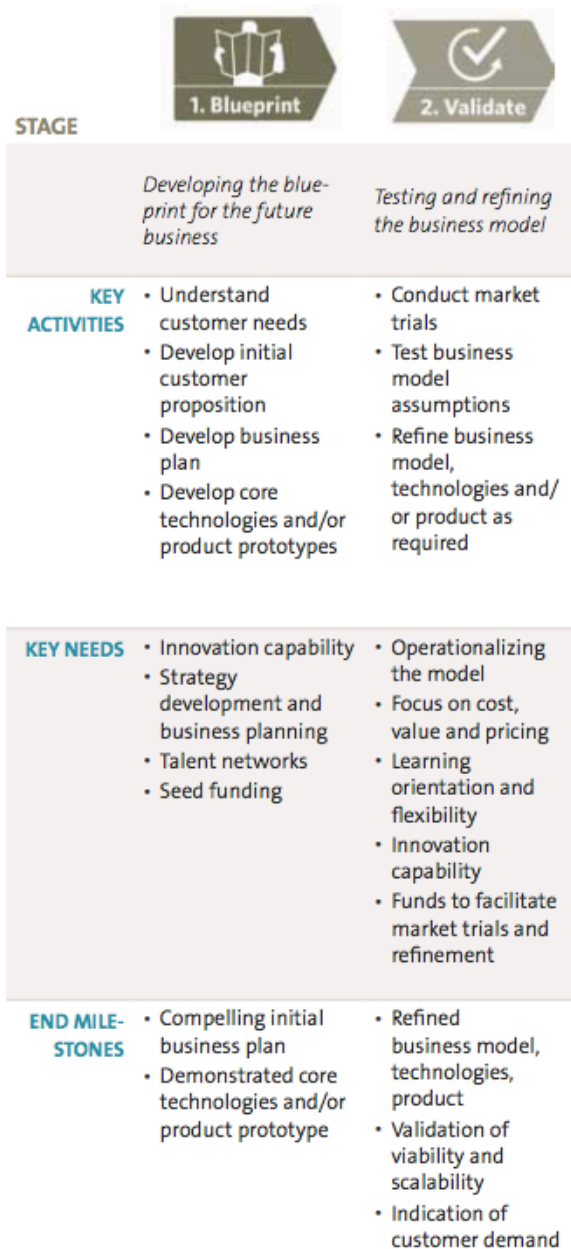 1. Blueprint
2. Validate
STAGE
Developing the blue-
print for the future
business
Testing and refining
the business model
KEY
ACTIVITIES
• Understand
customer needs
• Develop initial
customer
proposition
• Develop business
plan
• Develop core
technologies and/or
product prototypes
• Conduct market
trials
• Test business
model
assumptions
• Refine business
model,
technologies and/
or product as
required
KEY NEEDS
• Innovation capability
• Strategy
development and
business planning
• Talent networks
• Seed funding
• Operationalizing
the model
• Focus on cost,
value and pricing
• Learning
orientation and
flexibility
• Innovation
capability
• Funds to facilitate
market trials and
refinement
END MILE-
STONES
• Compelling initial
business plan
• Demonstrated core
technologies and/or
product prototype
• Refined
business model,
technologies,
product
• Validation of
viability and
scalability
• Indication of
customer demand